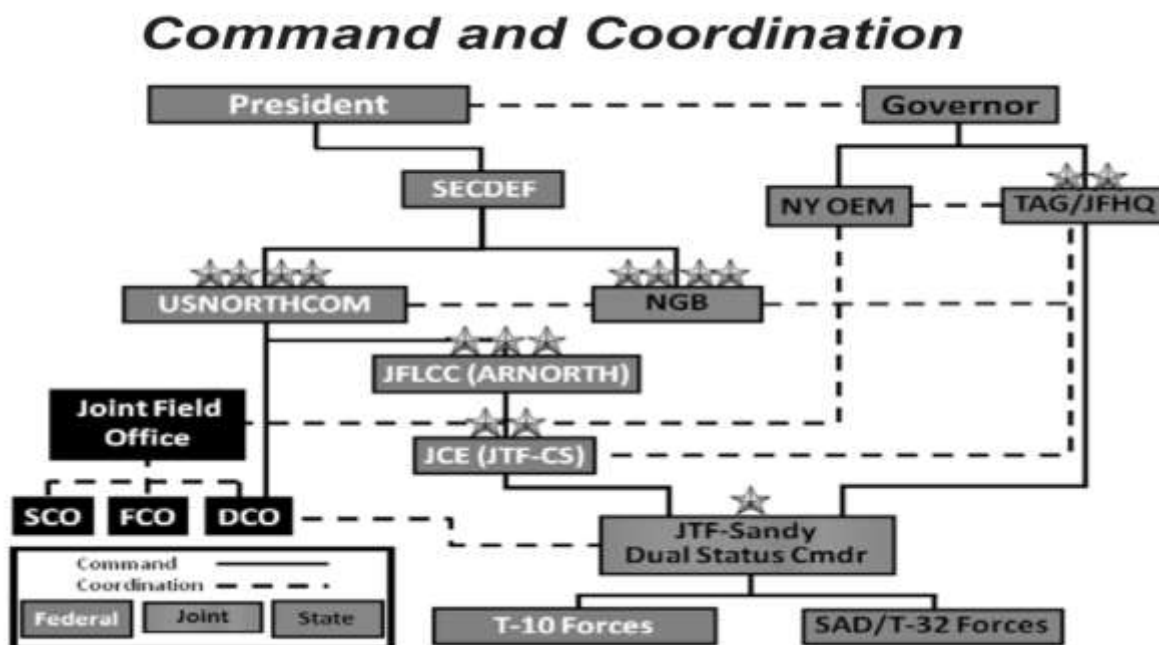 Command and Coordination
President
Governor
SECDEF
NY OEM
TAG/JFHQ
USNORTHCOM
NGB
JFLCC (ARNORTH)
Joint Field
Office
JCE (JTF-CS)
SCO
FCO
DCO
JTF-Sandy
Dual Status Cmdr
Command
Coordination
Federal
Joint
State
T-10 Forces
SAD/T-32 Forces